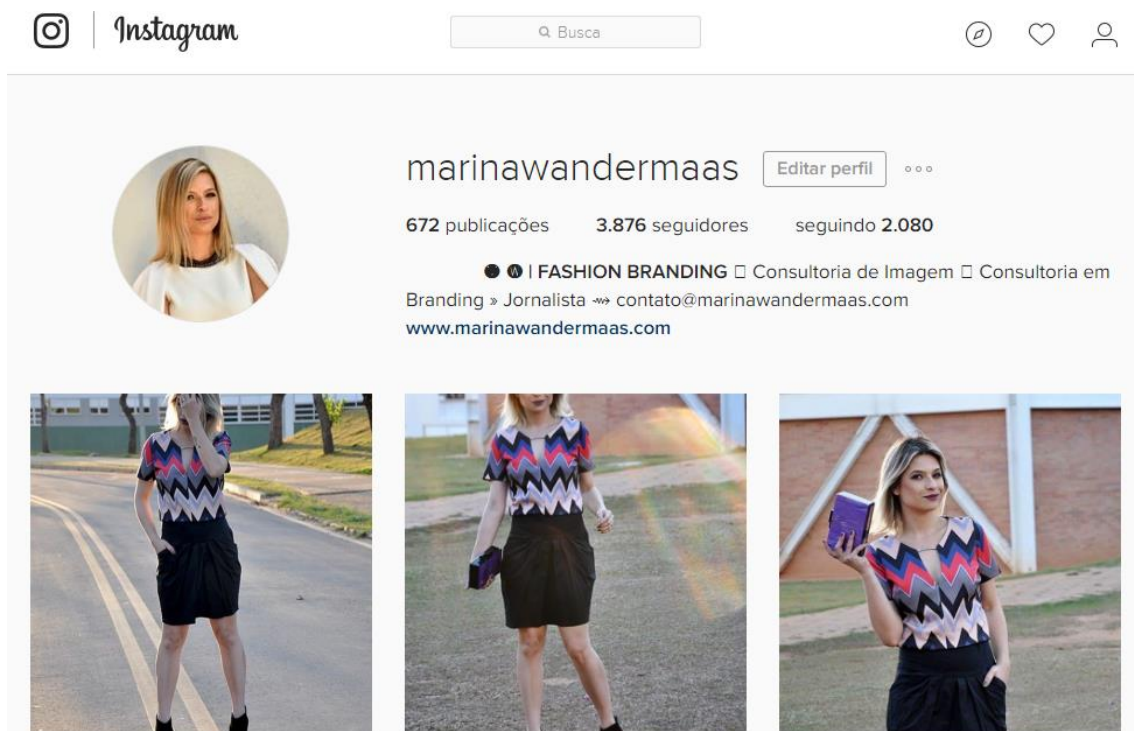 Instagram
Busca
marinawandermaas Editar perfil
672 publicações 3.876 seguidores seguindo 2.080
Ⓦ | FASHION BRANDING □ Consultoria de Imagem □ Consultoria em
Branding » Jornalista ⇝ contato@marinawandermaas.com
www.marinawandermaas.com